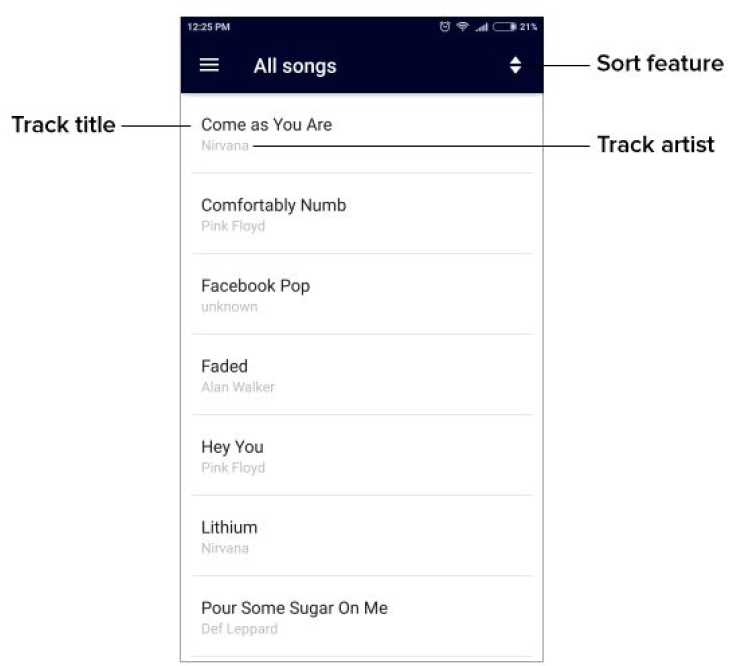 12:25 PM 21%
All songs
Sort feature
Track title
Come as You Are
Nirvana
Track artist
Comfortably Numb
Pink Floyd
Facebook Pop
unknown
Faded
Alan Walker
Hey You
Pink Floyd
Lithium
Nirvana
Pour Some Sugar On Me
Def Leppard